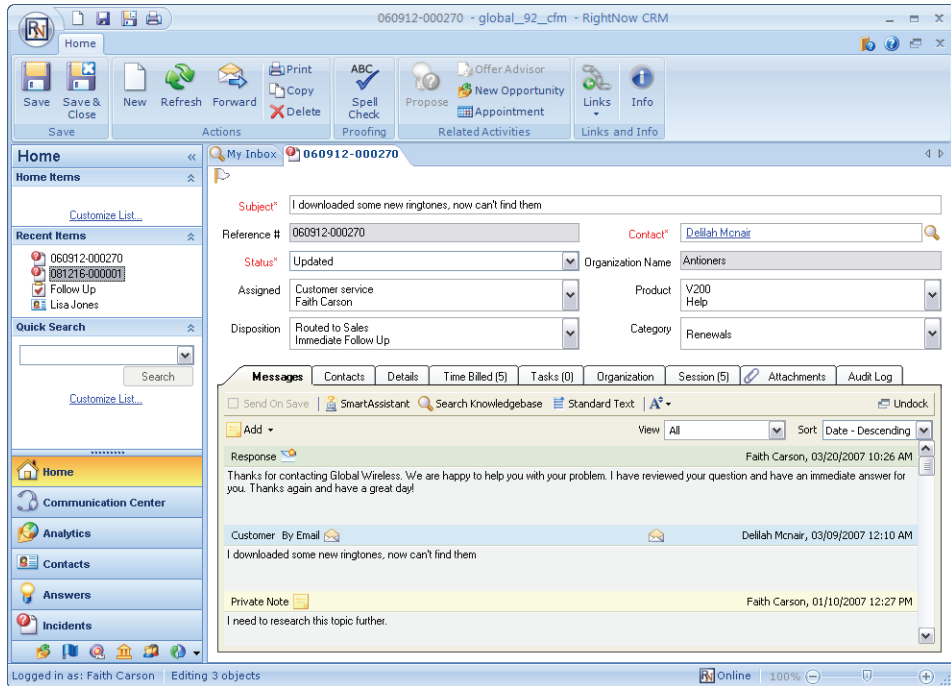 060912-000270 - global_92_cfm - RightNow CRM
RN
Home
Save
Save & Close
New
Refresh
Forward
Print
Copy
Delete
ABC
Spell Check
Propose
Offer Advisor
New Opportunity
Appointment
Links
Info
Save
Actions
Proofing
Related Activities
Links and Info
Home
Home Items
Customize List...
Recent Items
060912-000270
081216-000001
Follow Up
Lisa Jones
Quick Search
Search
Customize List...
Home
Communication Center
Analytics
Contacts
Answers
Incidents
My Inbox
060912-000270
Subject* I downloaded some new ringtones, now can't find them
Reference # 060912-000270
Contact* Delilah Mcnair
Status* Updated
Organization Name Antioners
Assigned Customer service
Faith Carson
Product V200
Help
Disposition Routed to Sales
Immediate Follow Up
Category Renewals
Messages Contacts Details Time Billed (5) Tasks (0) Organization Session (5) Attachments Audit Log
Send On Save SmartAssistant Search Knowledgebase Standard Text A Undock
Add View All Sort Date - Descending
Response Faith Carson, 03/20/2007 10:26 AM
Thanks for contacting Global Wireless. We are happy to help you with your problem. I have reviewed your question and have an immediate answer for
you. Thanks again and have a great day!
Customer By Email Delilah Mcnair, 03/09/2007 12:10 AM
I downloaded some new ringtones, now can't find them
Private Note Faith Carson, 01/10/2007 12:27 PM
I need to research this topic further.
Logged in as: Faith Carson Editing 3 objects RN Online 100%